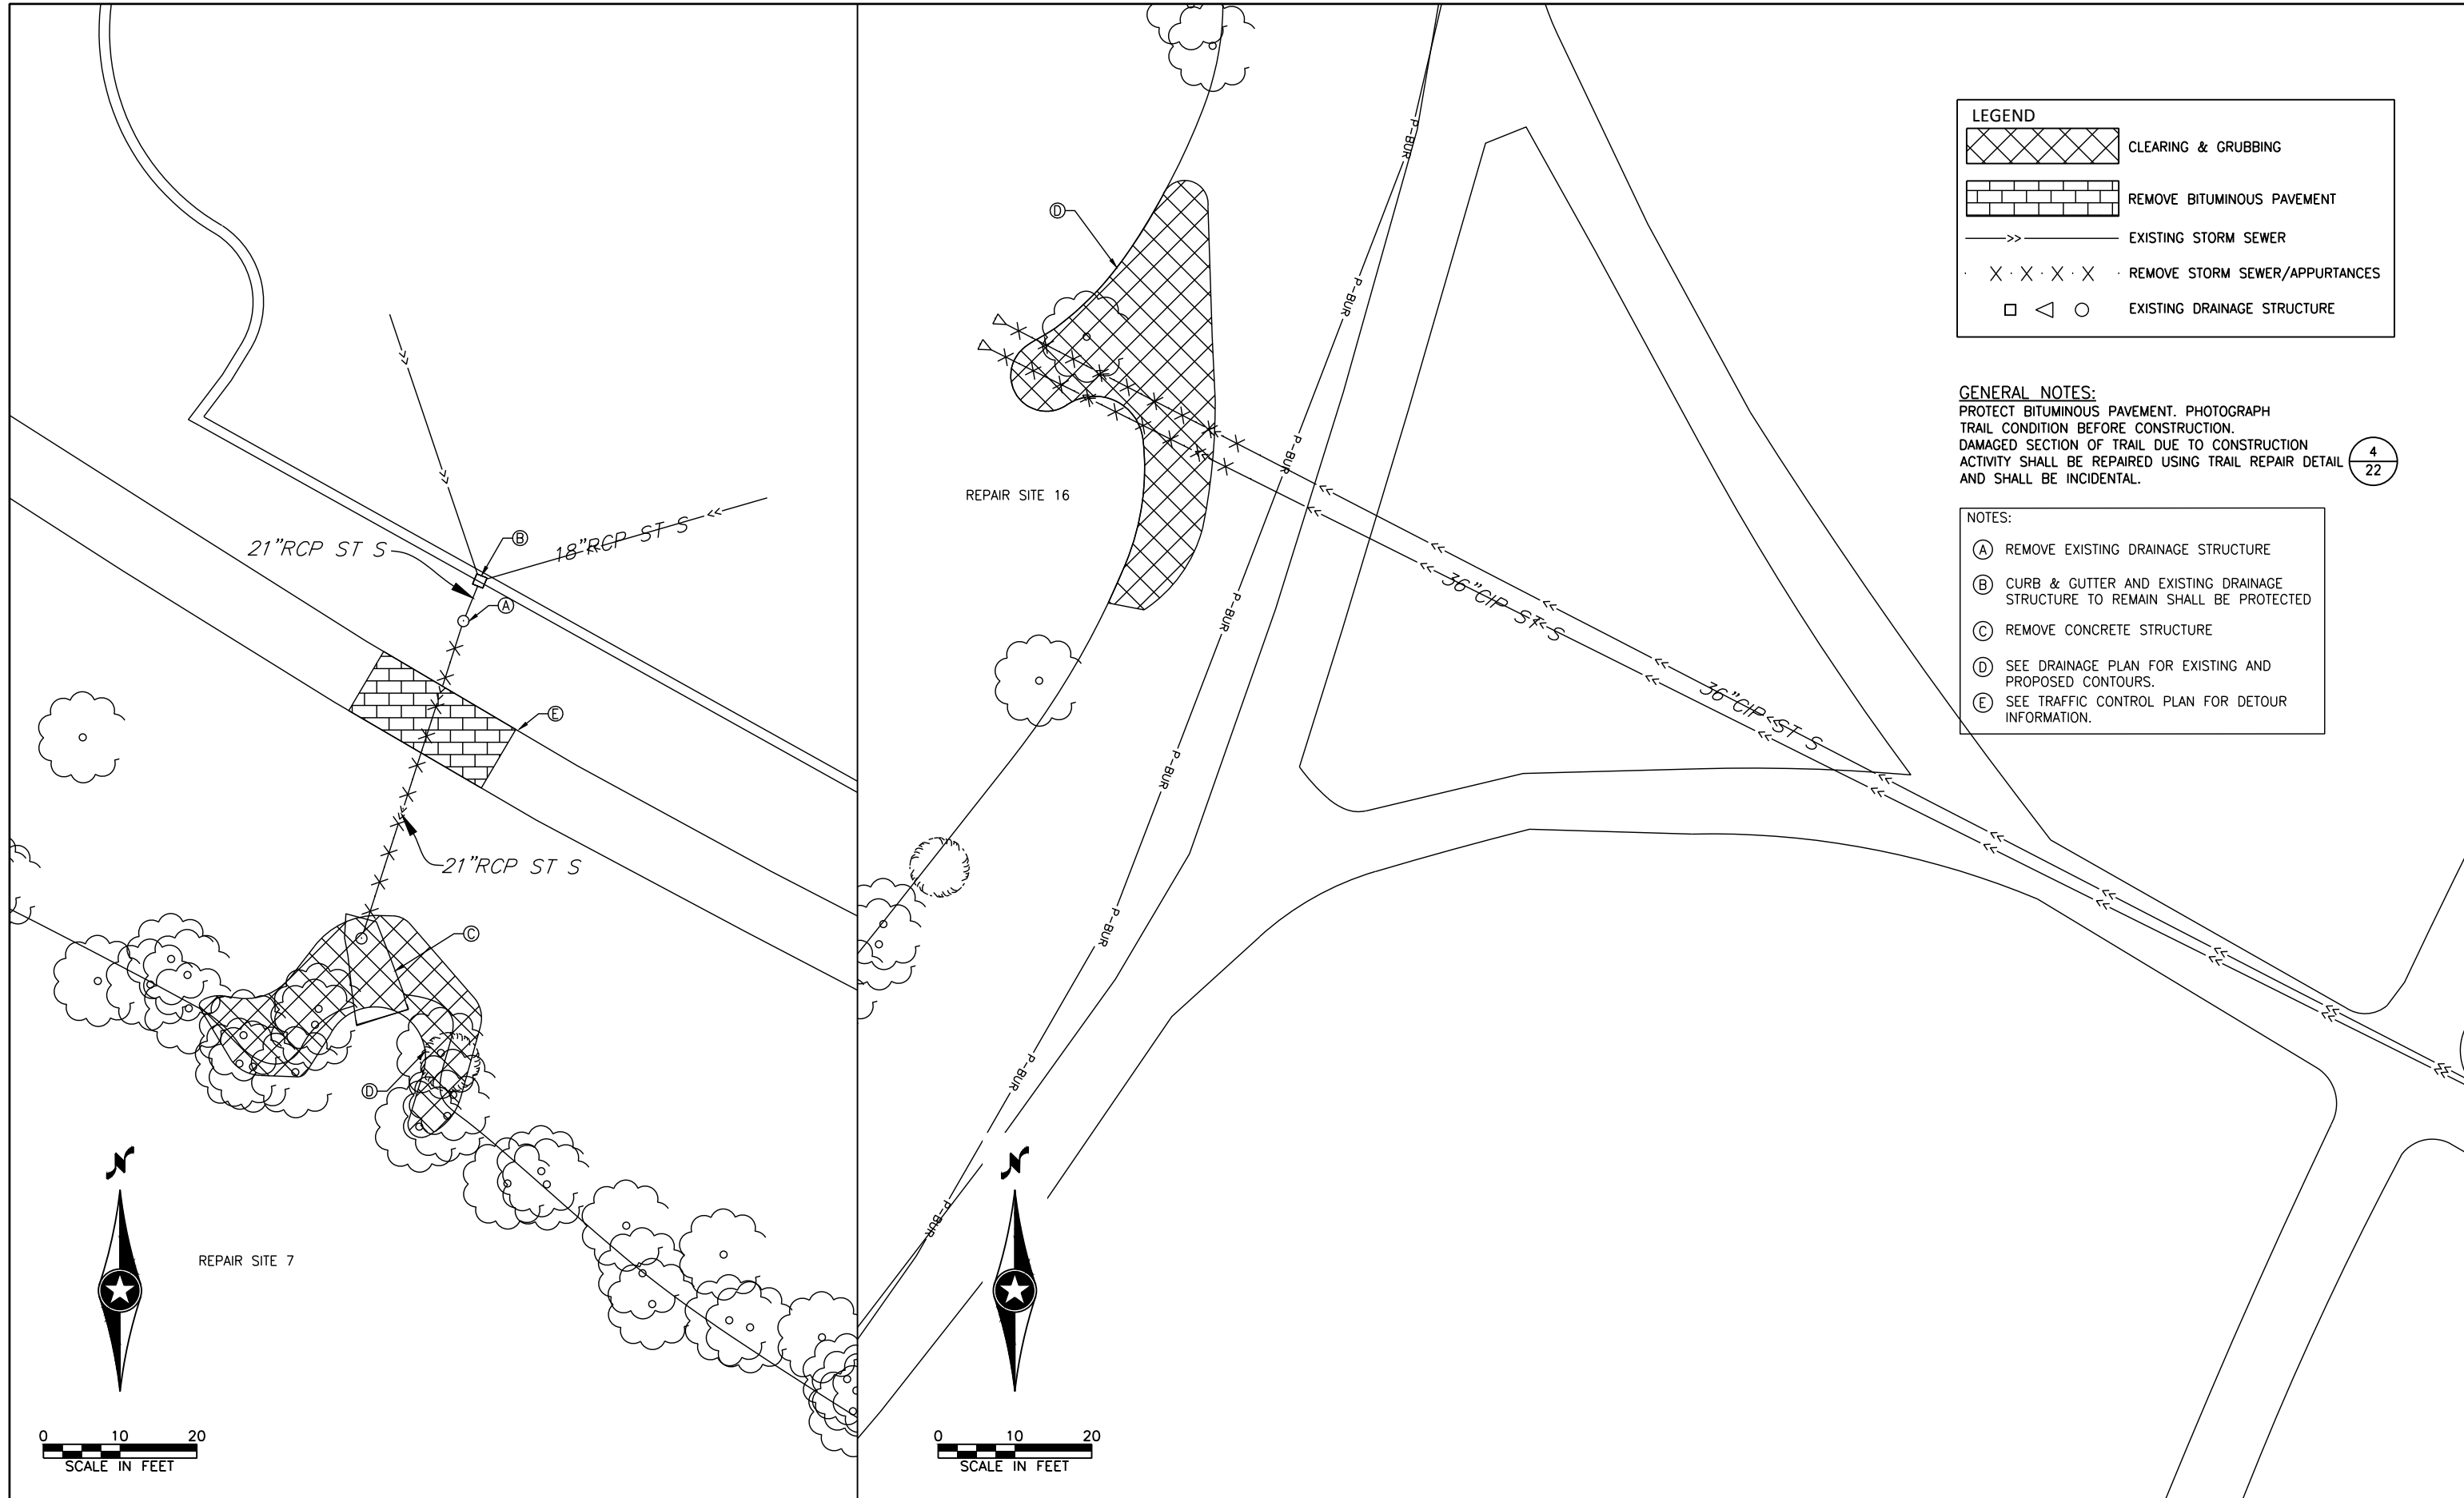 21"RCP ST S
18"RCP ST S
B
A
E
21"RCP ST S
C
D
N
REPAIR SITE 7
0 10 20
SCALE IN FEET
D
REPAIR SITE 16
P-BUR
P-BUR
P-BUR
P-BUR
P-BUR
P-BUR
P-BUR
P-BUR
36"CIP ST S
36"CIP ST S
N
0 10 20
SCALE IN FEET
LEGEND
CLEARING & GRUBBING
REMOVE BITUMINOUS PAVEMENT
EXISTING STORM SEWER
REMOVE STORM SEWER/APPURTANCES
EXISTING DRAINAGE STRUCTURE
GENERAL NOTES:
PROTECT BITUMINOUS PAVEMENT. PHOTOGRAPH
TRAIL CONDITION BEFORE CONSTRUCTION.
DAMAGED SECTION OF TRAIL DUE TO CONSTRUCTION
ACTIVITY SHALL BE REPAIRED USING TRAIL REPAIR DETAIL
AND SHALL BE INCIDENTAL.
4
22
NOTES:
A REMOVE EXISTING DRAINAGE STRUCTURE
B CURB & GUTTER AND EXISTING DRAINAGE
STRUCTURE TO REMAIN SHALL BE PROTECTED
C REMOVE CONCRETE STRUCTURE
D SEE DRAINAGE PLAN FOR EXISTING AND
PROPOSED CONTOURS.
E SEE TRAFFIC CONTROL PLAN FOR DETOUR
INFORMATION.